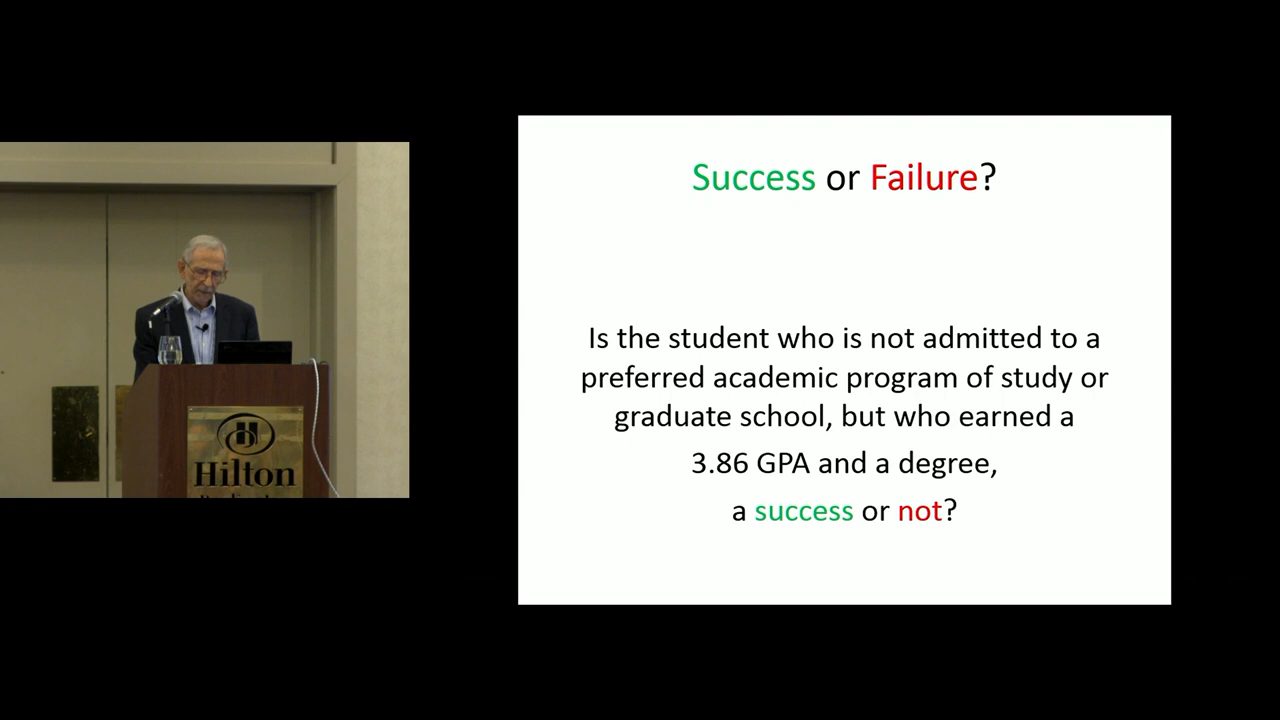 Success or Failure?
Is the student who is not admitted to a
preferred academic program of study or
graduate school, but who earned a
3.86 GPA and a degree,
a success or not?
Hilton